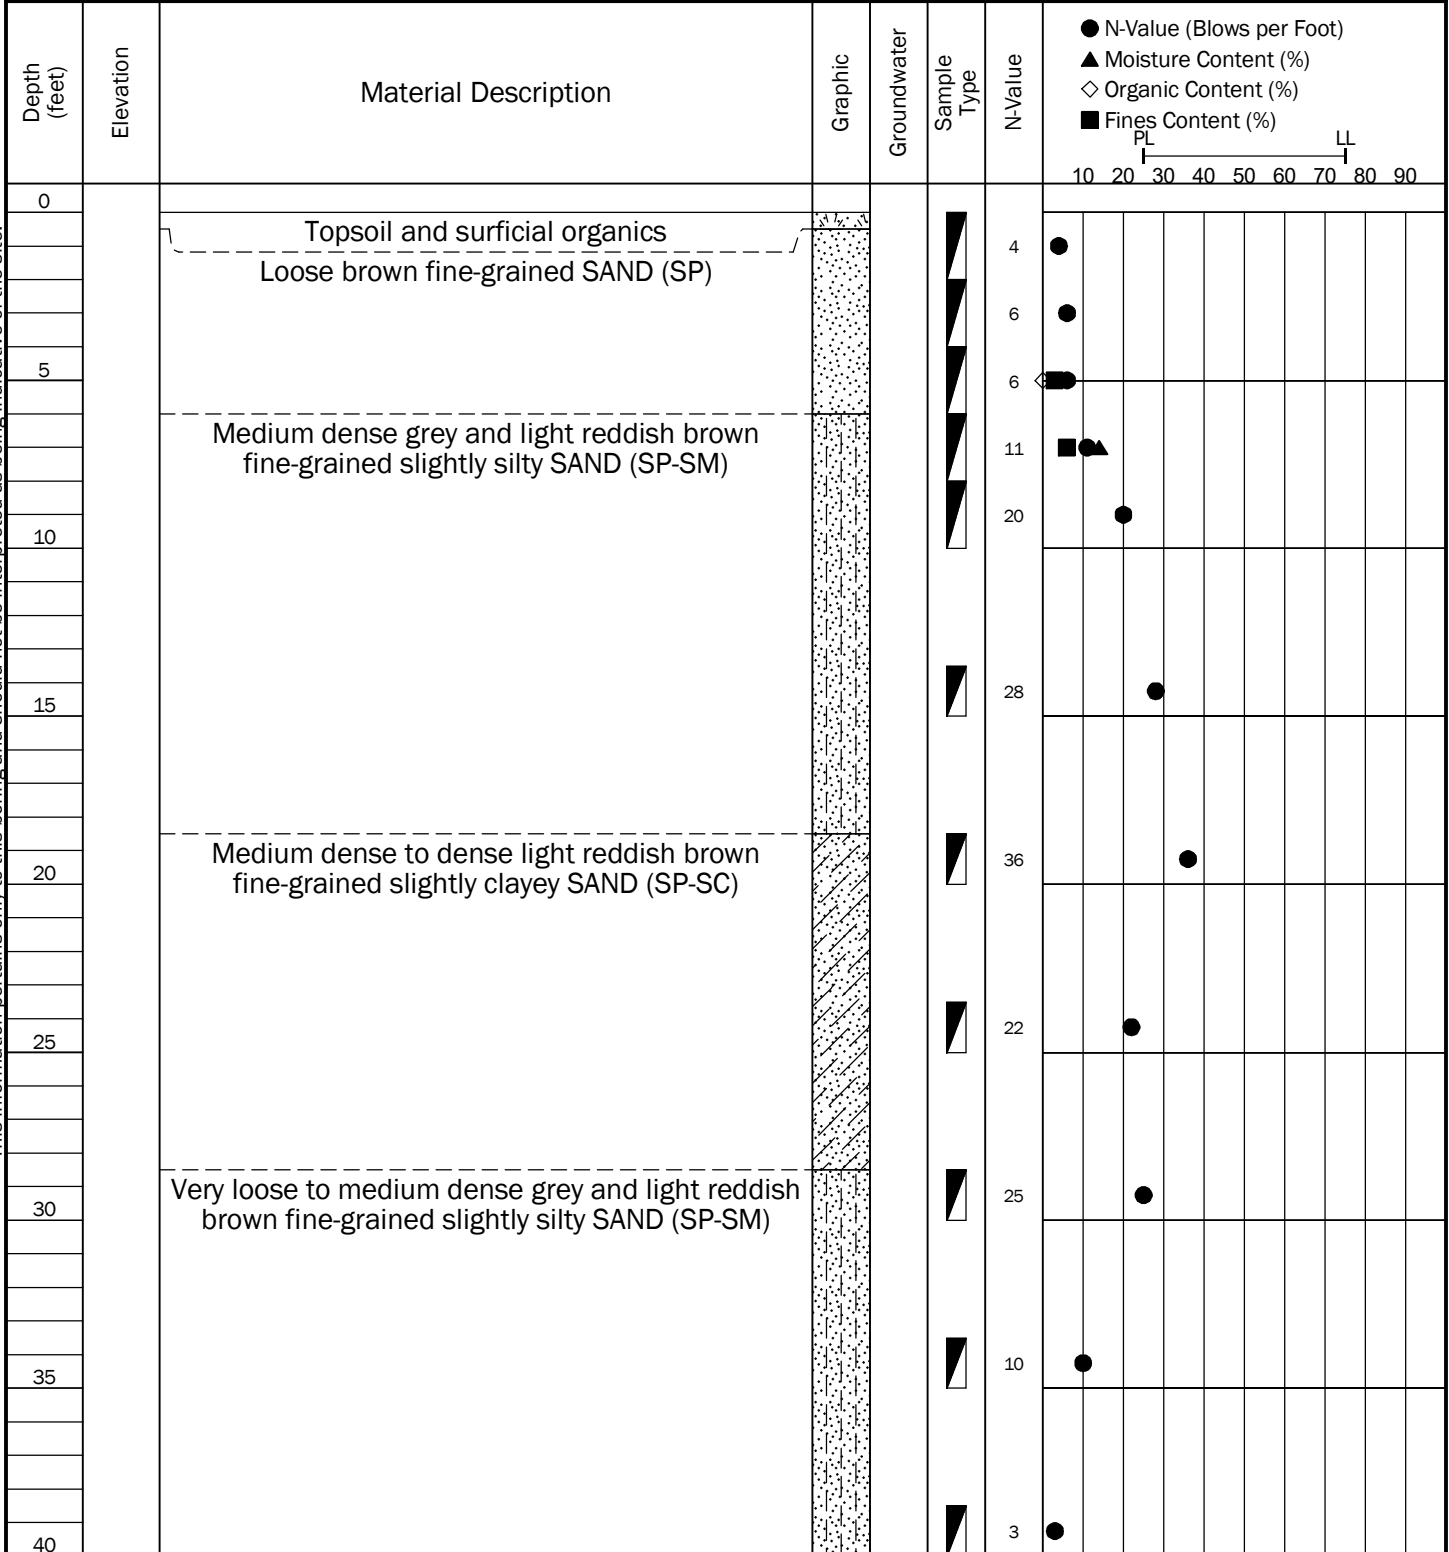 Depth
(feet)
Elevation
Material Description
Graphic
Groundwater
Sample
Type
N-Value
N-Value (Blows per Foot)
Moisture Content (%)
Organic Content (%)
Fines Content (%)
PL LL
10 20 30 40 50 60 70 80 90
0
Topsoil and surficial organics
4
Loose brown fine-grained SAND (SP)
6
5
6
Medium dense grey and light reddish brown
fine-grained slightly silty SAND (SP-SM)
11
20
10
28
15
Medium dense to dense light reddish brown
fine-grained slightly clayey SAND (SP-SC)
36
20
22
25
Very loose to medium dense grey and light reddish
brown fine-grained slightly silty SAND (SP-SM)
25
30
10
35
3
40